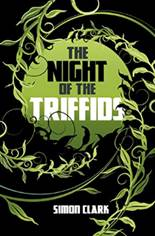 THE
NIGHT
OF THE
TRIFFIDS
SIMON CLARK